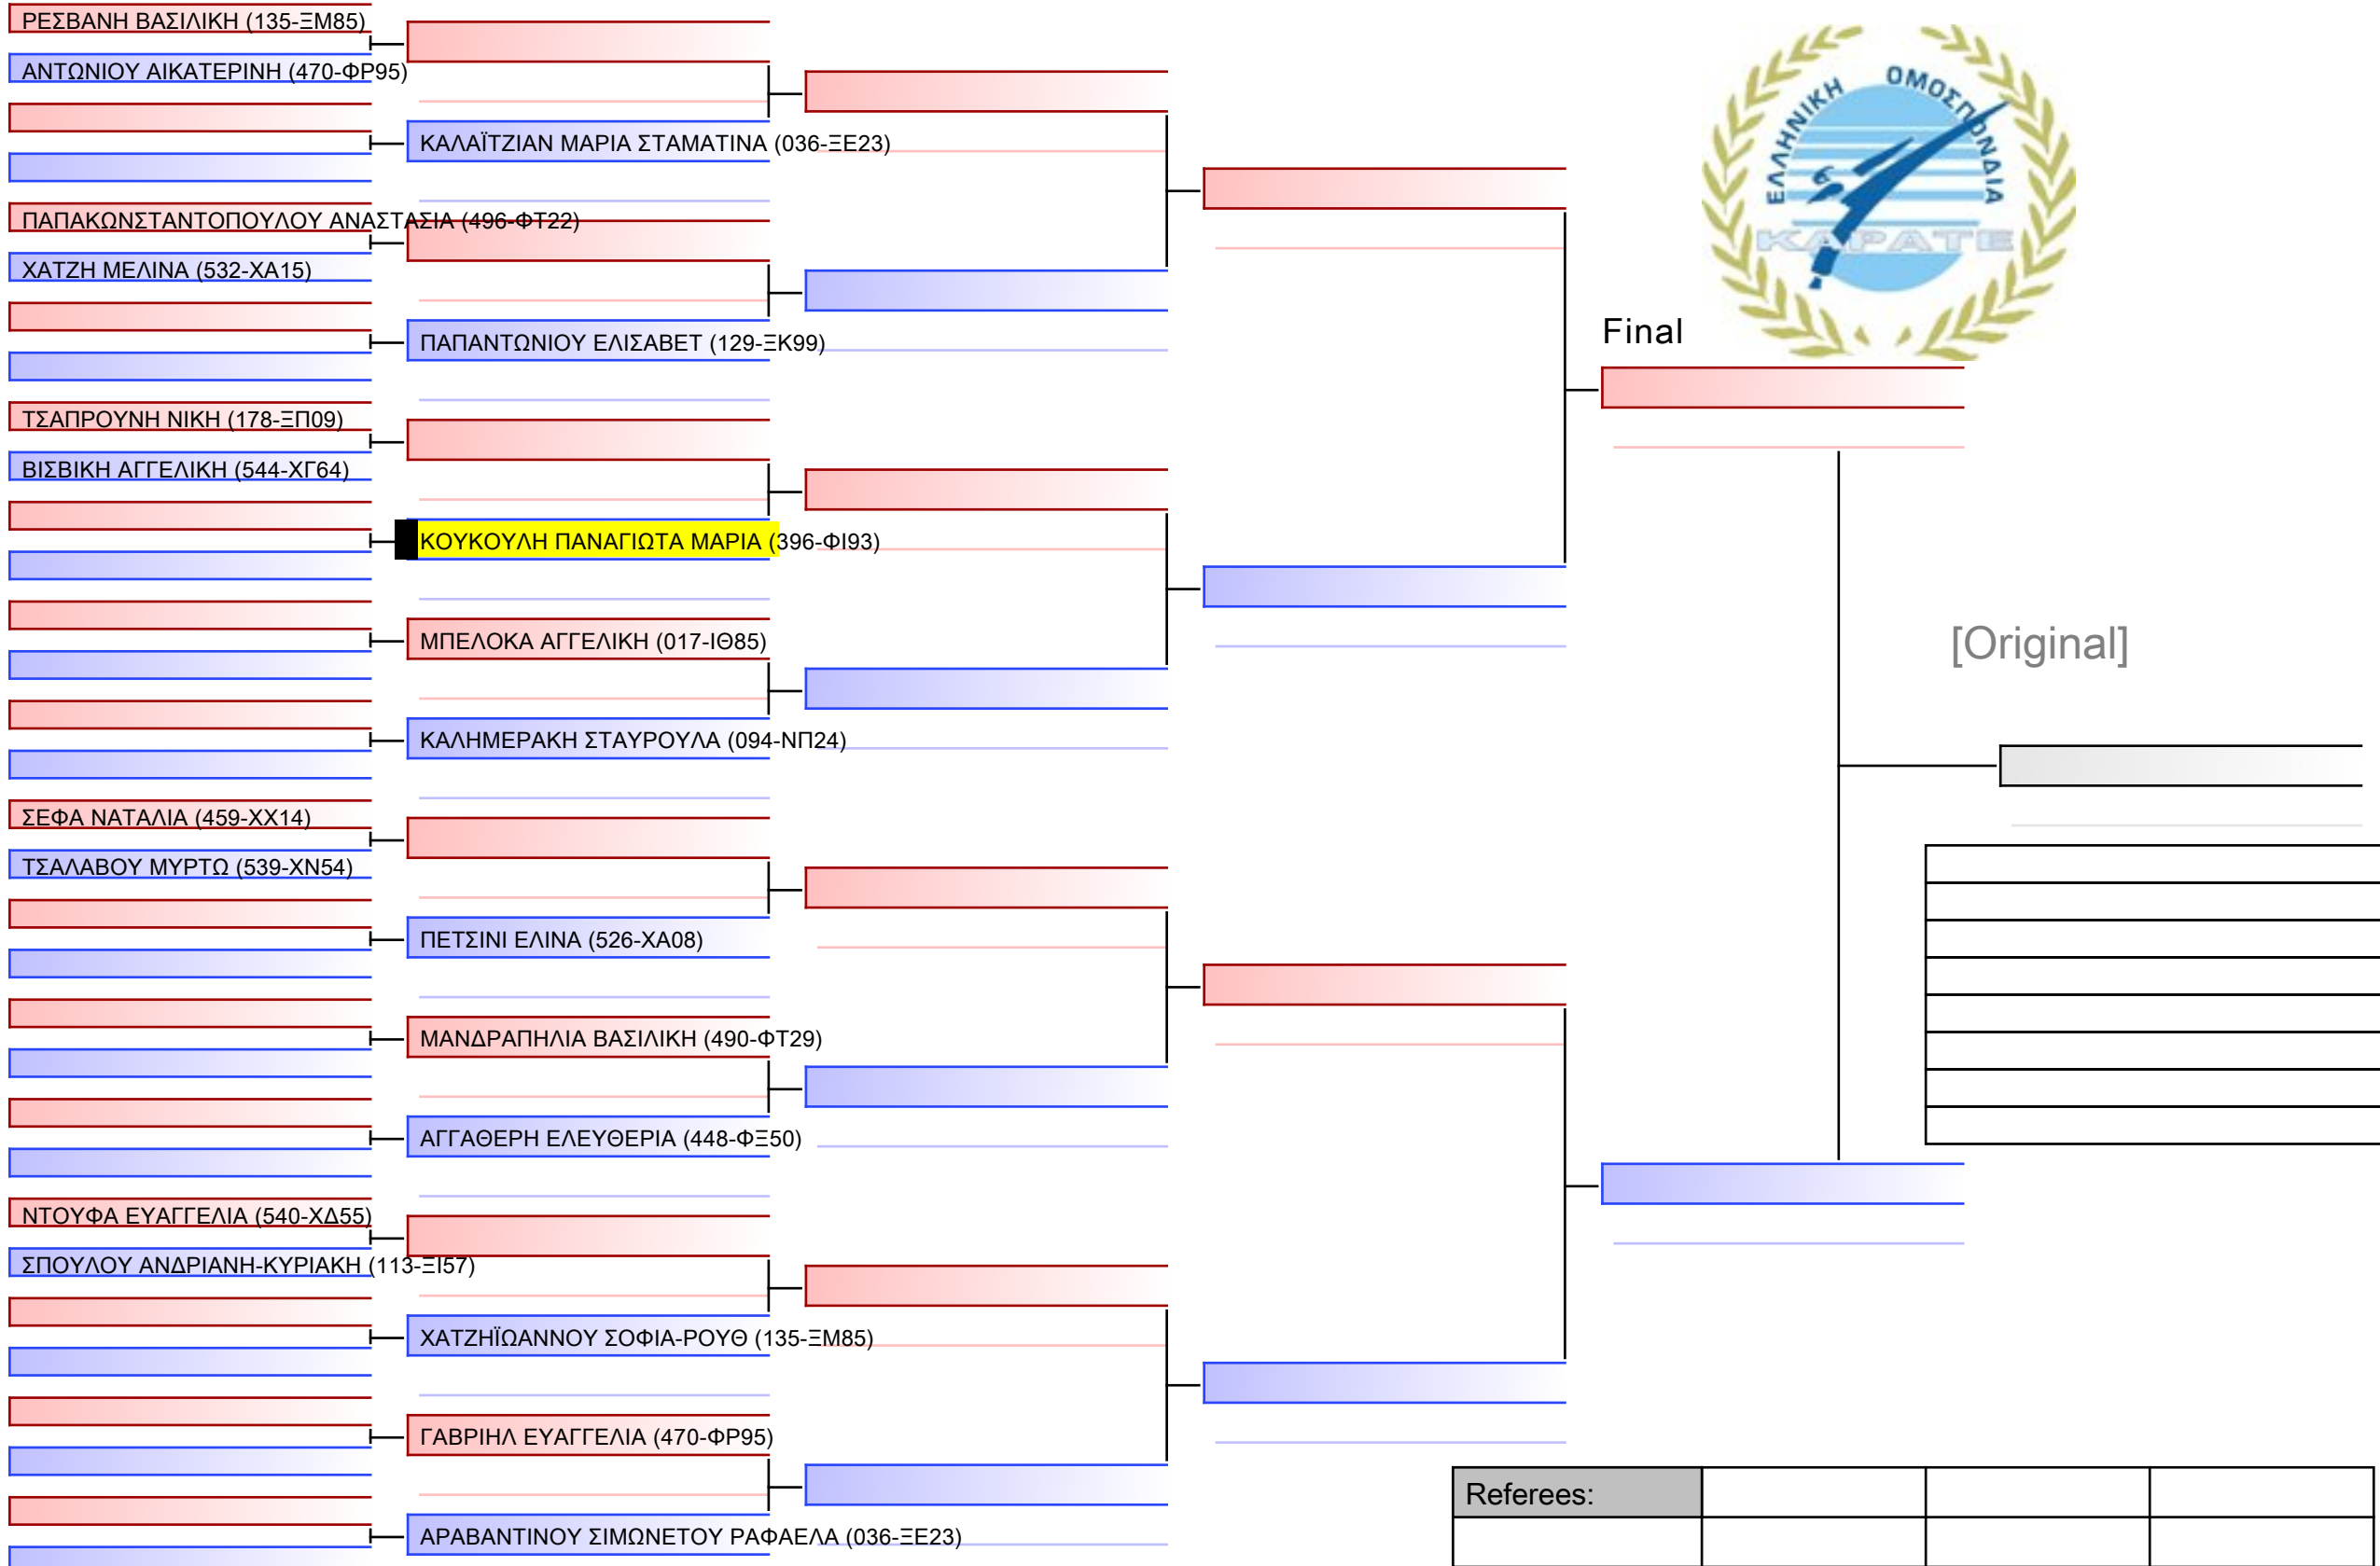 ΡΕΣΒΑΝΗ ΒΑΣΙΛΙΚΗ (135-ΞΜ85)
ΑΝΤΩΝΙΟΥ ΑΙΚΑΤΕΡΙΝΗ (470-ΦΡ95)
ΚΑΛΑΪΤΖΙΑΝ ΜΑΡΙΑ ΣΤΑΜΑΤΙΝΑ (036-ΞΕ23)
ΠΑΠΑΚΩΝΣΤΑΝΤΟΠΟΥΛΟΥ ΑΝΑΣΤΑΣΙΑ (496-ΦΤ22)
ΧΑΤΖΗ ΜΕΛΙΝΑ (532-ΧΑ15)
ΠΑΠΑΝΤΩΝΙΟΥ ΕΛΙΣΑΒΕΤ (129-ΞΚ99)
ΤΣΑΠΡΟΥΝΗ ΝΙΚΗ (178-ΞΠ09)
ΒΙΣΒΙΚΗ ΑΓΓΕΛΙΚΗ (544-ΧΓ64)
ΚΟΥΚΟΥΛΗ ΠΑΝΑΓΙΩΤΑ ΜΑΡΙΑ (396-ΦΙ93)
ΜΠΕΛΟΚΑ ΑΓΓΕΛΙΚΗ (017-ΙΘ85)
ΚΑΛΗΜΕΡΑΚΗ ΣΤΑΥΡΟΥΛΑ (094-ΝΠ24)
ΣΕΦΑ ΝΑΤΑΛΙΑ (459-ΧΧ14)
ΤΣΑΛΑΒΟΥ ΜΥΡΤΩ (539-ΧΝ54)
ΠΕΤΣΙΝΙ ΕΛΙΝΑ (526-ΧΑ08)
ΜΑΝΔΡΑΠΗΛΙΑ ΒΑΣΙΛΙΚΗ (490-ΦΤ29)
ΑΓΓΑΘΕΡΗ ΕΛΕΥΘΕΡΙΑ (448-ΦΞ50)
ΝΤΟΥΦΑ ΕΥΑΓΓΕΛΙΑ (540-ΧΔ55)
ΣΠΟΥΛΟΥ ΑΝΔΡΙΑΝΗ-ΚΥΡΙΑΚΗ (113-ΞΙ57)
ΧΑΤΖΗΪΩΑΝΝΟΥ ΣΟΦΙΑ-ΡΟΥΘ (135-ΞΜ85)
ΓΑΒΡΙΗΛ ΕΥΑΓΓΕΛΙΑ (470-ΦΡ95)
ΑΡΑΒΑΝΤΙΝΟΥ ΣΙΜΩΝΕΤΟΥ ΡΑΦΑΕΛΑ (036-ΞΕ23)
ΕΛΛΗΝΙΚΗ ΟΜΟΣΠΟΝΔΙΑ
ΚΑΡΑΤΕ
Final
[Original]
Referees: